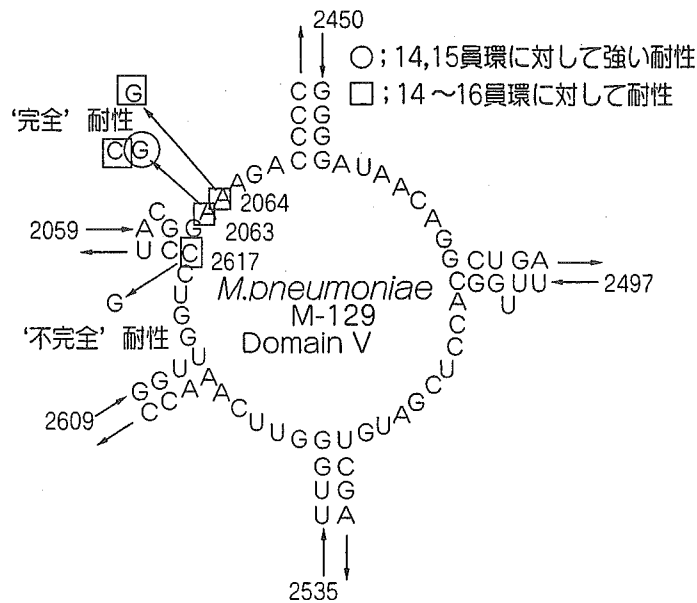 2450
○；14,15員環に対して強い耐性
□；14～16員環に対して耐性
G
'完全' 耐性
C G
C G
C G
C G
C G
A U A A C A G G
C A G A A A G
2064
2063
2059
A C G
U C C
2617
C U G G U
G
'不完全' 耐性
M.pneumoniae
M-129
Domain V
C U G A
C G G U U U
2497
A C C U C G A U G U
G G U
C C A A A C U U G G
2609
U C G A
G U U
2535